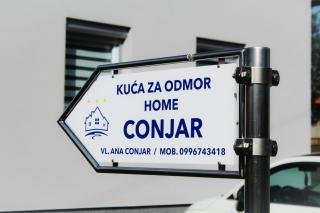 KUĆA ZA ODMOR
HOME
CONJAR
VL. ANA CONJAR / MOB. 0996743418